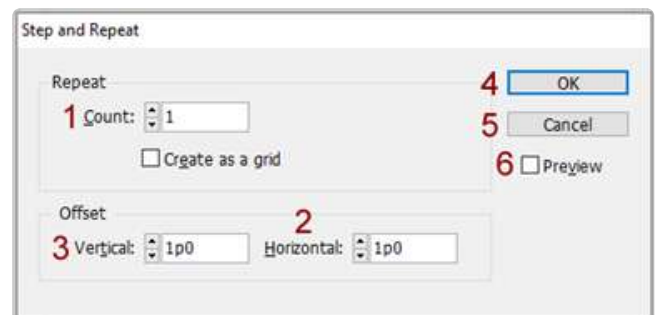 Step and Repeat
Repeat
4 OK
1 Count: 1
5 Cancel
Create as a grid
6 Preview
Offset
2
3 Vertical: 1p0 Horizontal: 1p0